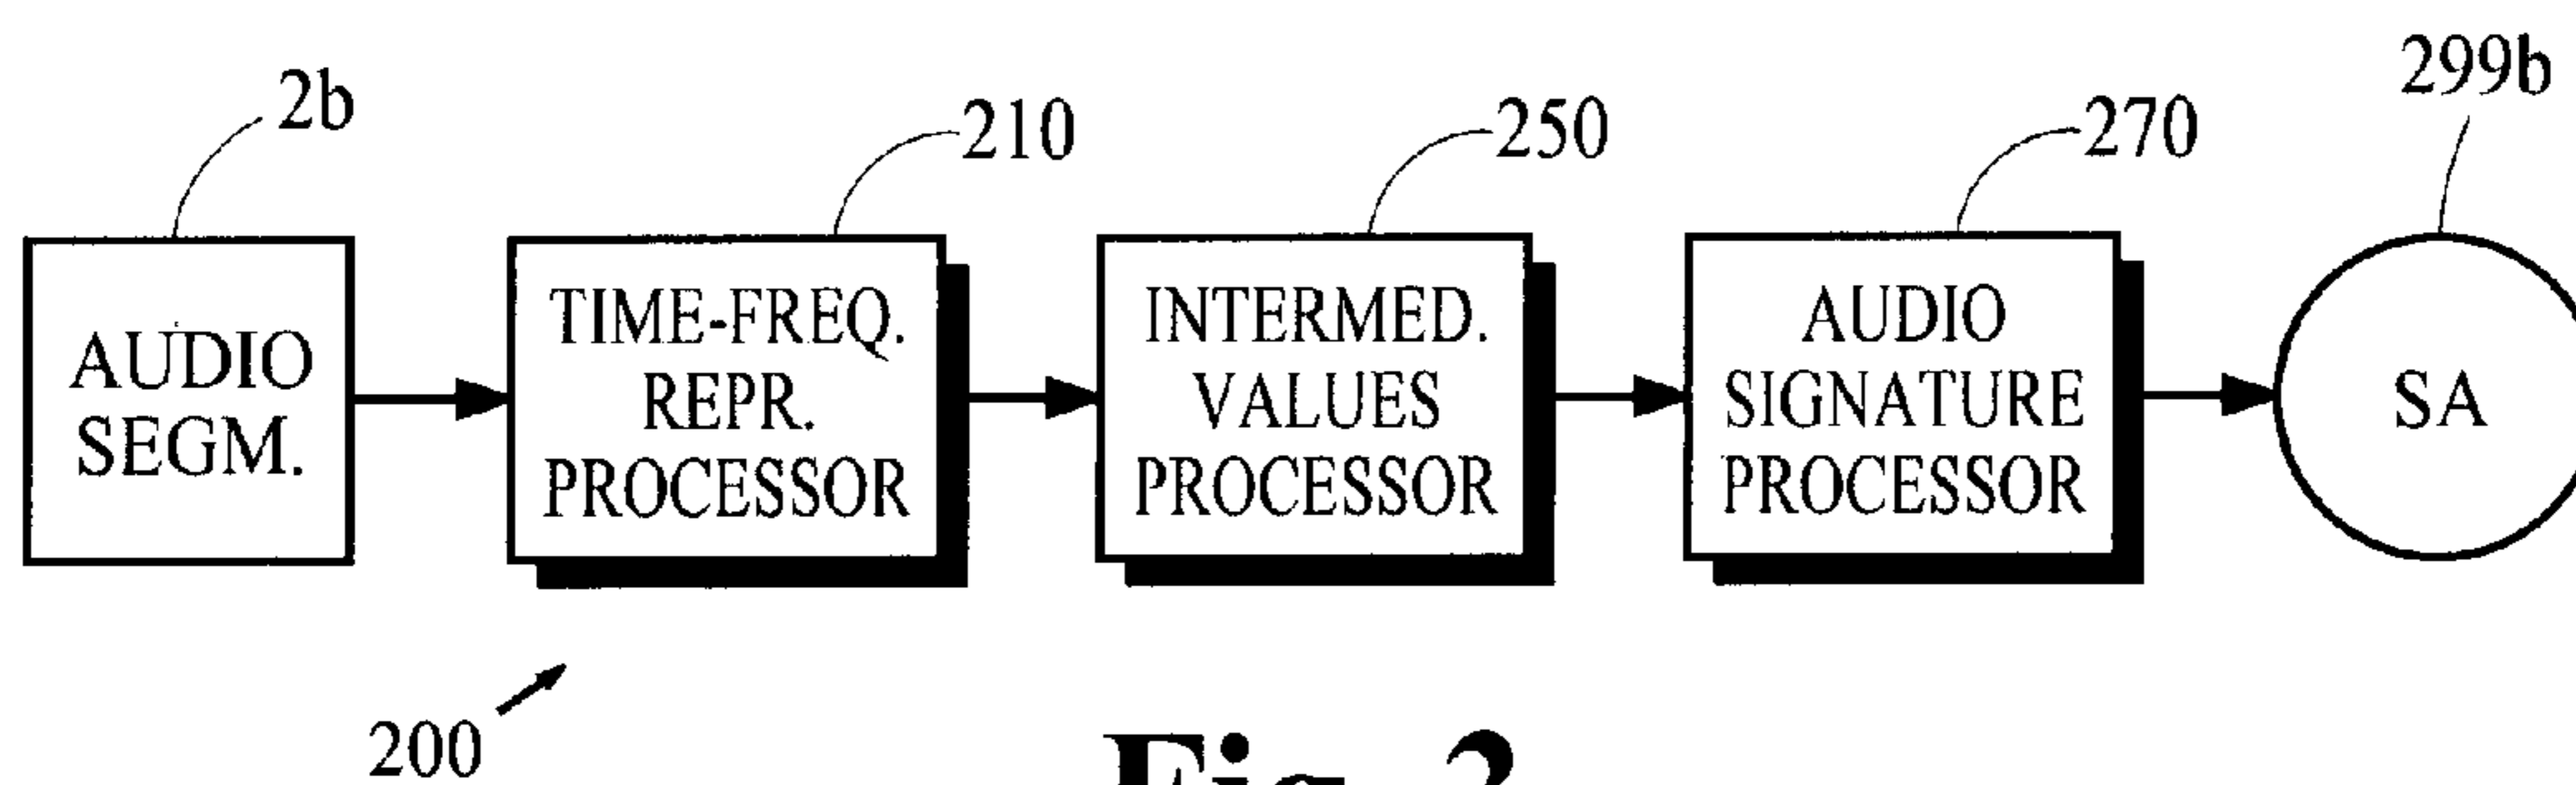 2b
210
250
270
299b
AUDIO
SEGM.
TIME-FREQ.
REPR.
PROCESSOR
INTERMED.
VALUES
PROCESSOR
AUDIO
SIGNATURE
PROCESSOR
SA
200